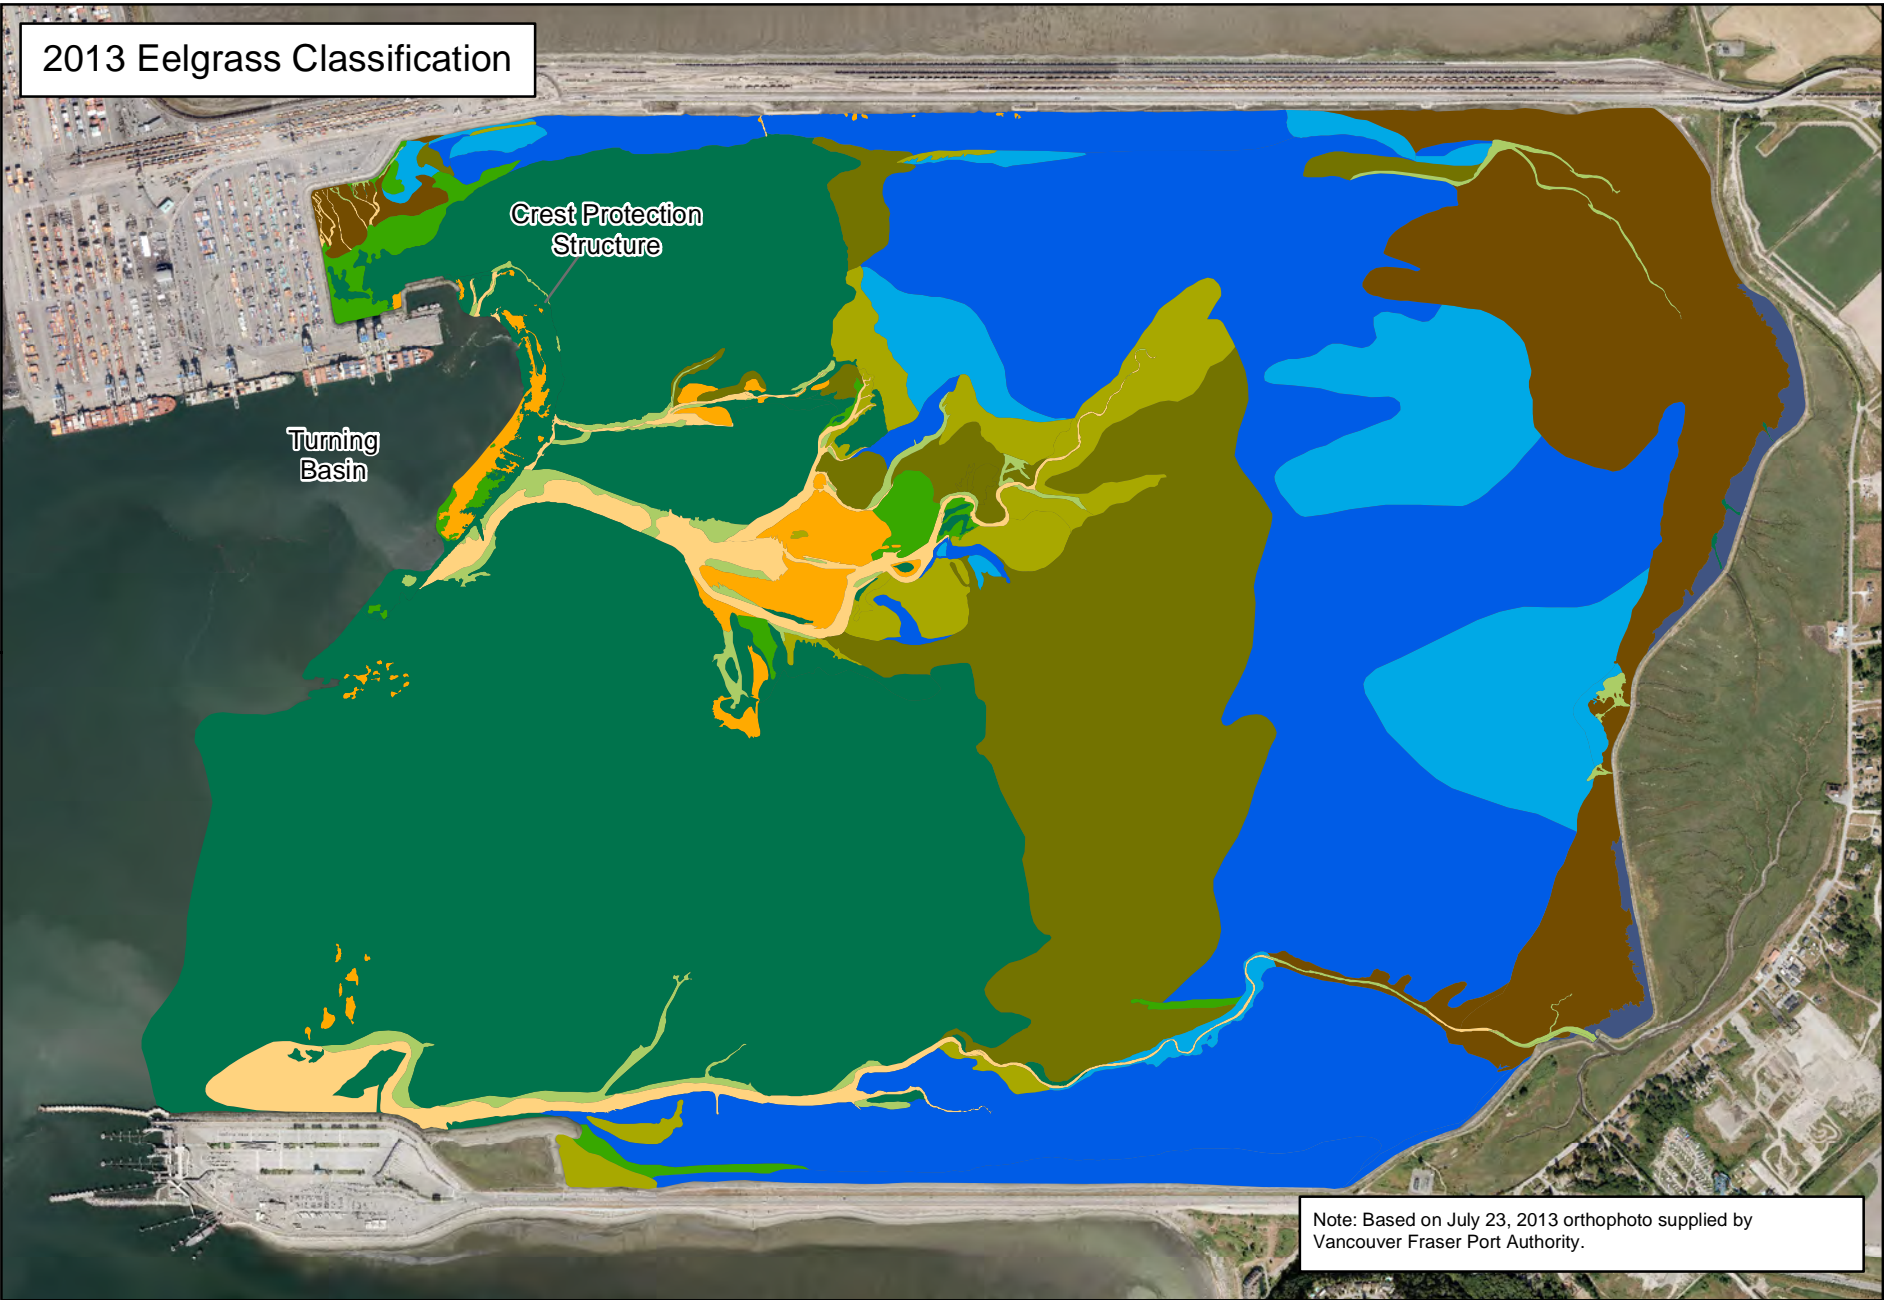 2013 Eelgrass Classification
Crest Protection
Structure
Turning
Basin
Note: Based on July 23, 2013 orthophoto supplied by
Vancouver Fraser Port Authority.